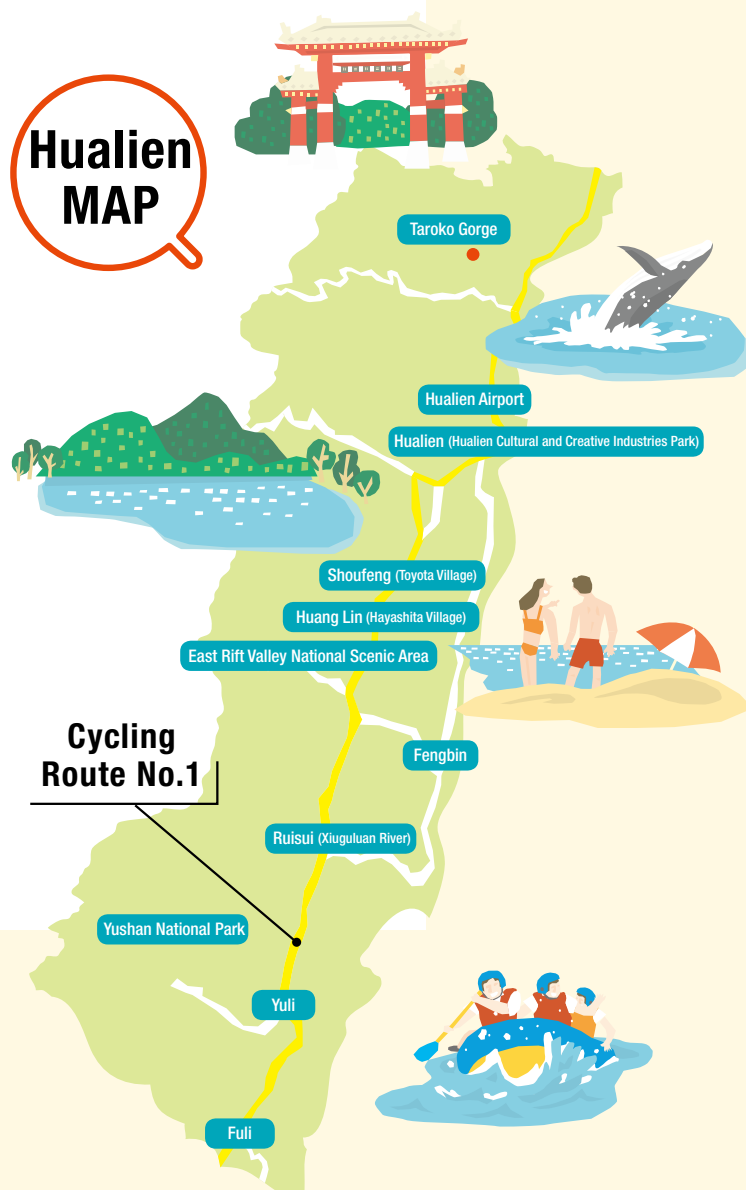 Hualien
MAP
Taroko Gorge
Hualien Airport
Hualien (Hualien Cultural and Creative Industries Park)
Shoufeng (Toyota Village)
Huang Lin (Hayashita Village)
East Rift Valley National Scenic Area
Cycling
Route No.1
Fengbin
Ruisui (Xiuguluan River)
Yushan National Park
Yuli
Fuli